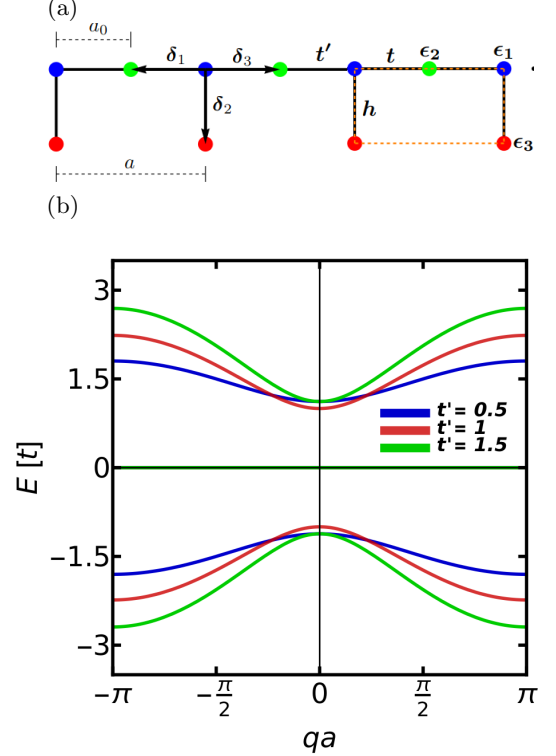 (a)
a₀
δ₁ δ₃ t′ t ϵ₂ ϵ₁
δ₂ h
ϵ₃
a
(b)
3
1.5
0
−1.5
−3
E [t]
t'= 0.5
t'= 1
t'= 1.5
−π −π/2 0 π/2 π
qa